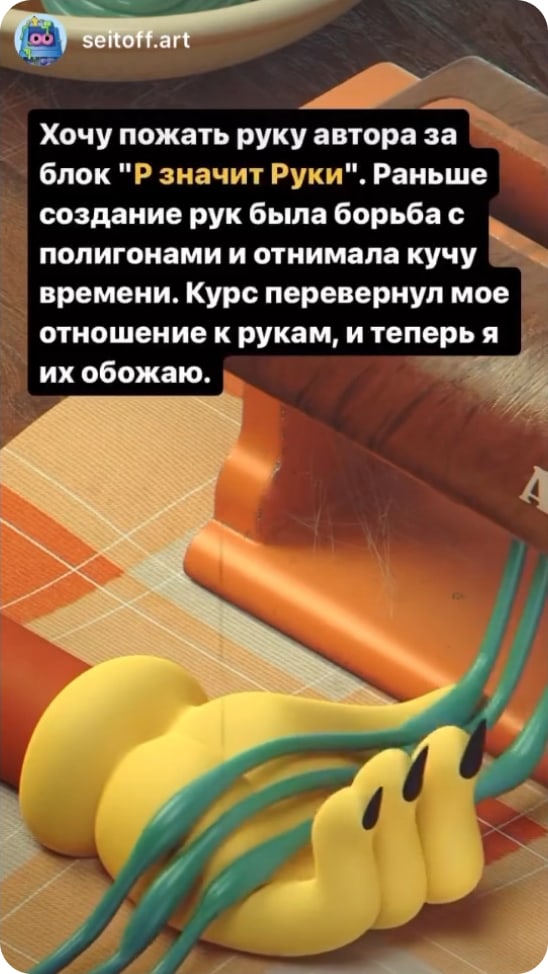 seitoff.art
Хочу пожать руку автора за
блок "Р значит Руки". Раньше
создание рук была борьба с
полигонами и отнимала кучу
времени. Курс перевернул мое
отношение к рукам, и теперь я
их обожаю.
A